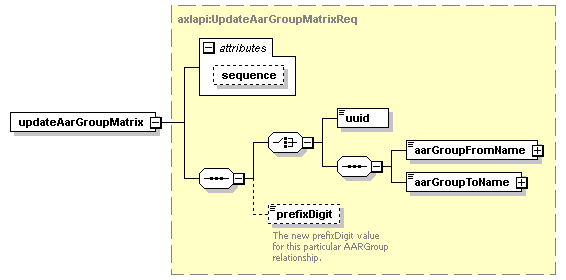 axlapi:UpdateAarGroupMatrixReq
attributes
sequence
updateAarGroupMatrix
uuid
aarGroupFromName
aarGroupToName
prefixDigit
The new prefixDigit value
for this particular AARGroup
relationship.